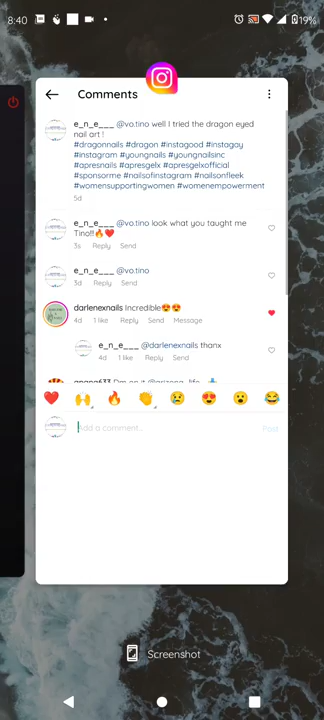 8:40
19%
Comments
e_n_e___ @vo.tino well I tried the dragon eyed
nail art !
#dragonnails #dragon #instagood #instagay
#instagram #youngnails #youngnailsinc
#apresnails #apresgelx #apresgelxofficial
#sponsorme #nailsofinstagram #nailsonfleek
#womensupportingwomen #womenempowerment
5d
e_n_e___ @vo.tino look what you taught me
Tino!!🔥❤️
3s Reply Send
e_n_e___ @vo.tino
3d Reply Send
darlenexnails Incredible😍😍
4d 1 like Reply Send Message
e_n_e___ @darlenexnails thanx
4d 1 like Reply Send
Add a comment...
Post
Screenshot